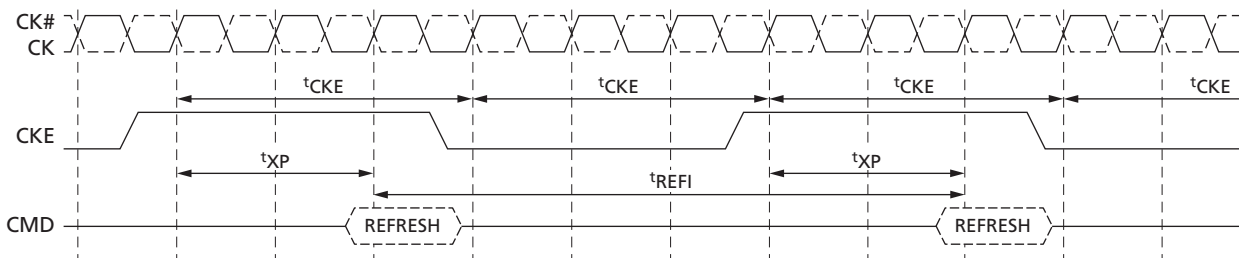 CK#
CK
tCKE tCKE tCKE tCKE
CKE
tXP tXP
tREFI
CMD REFRESH REFRESH